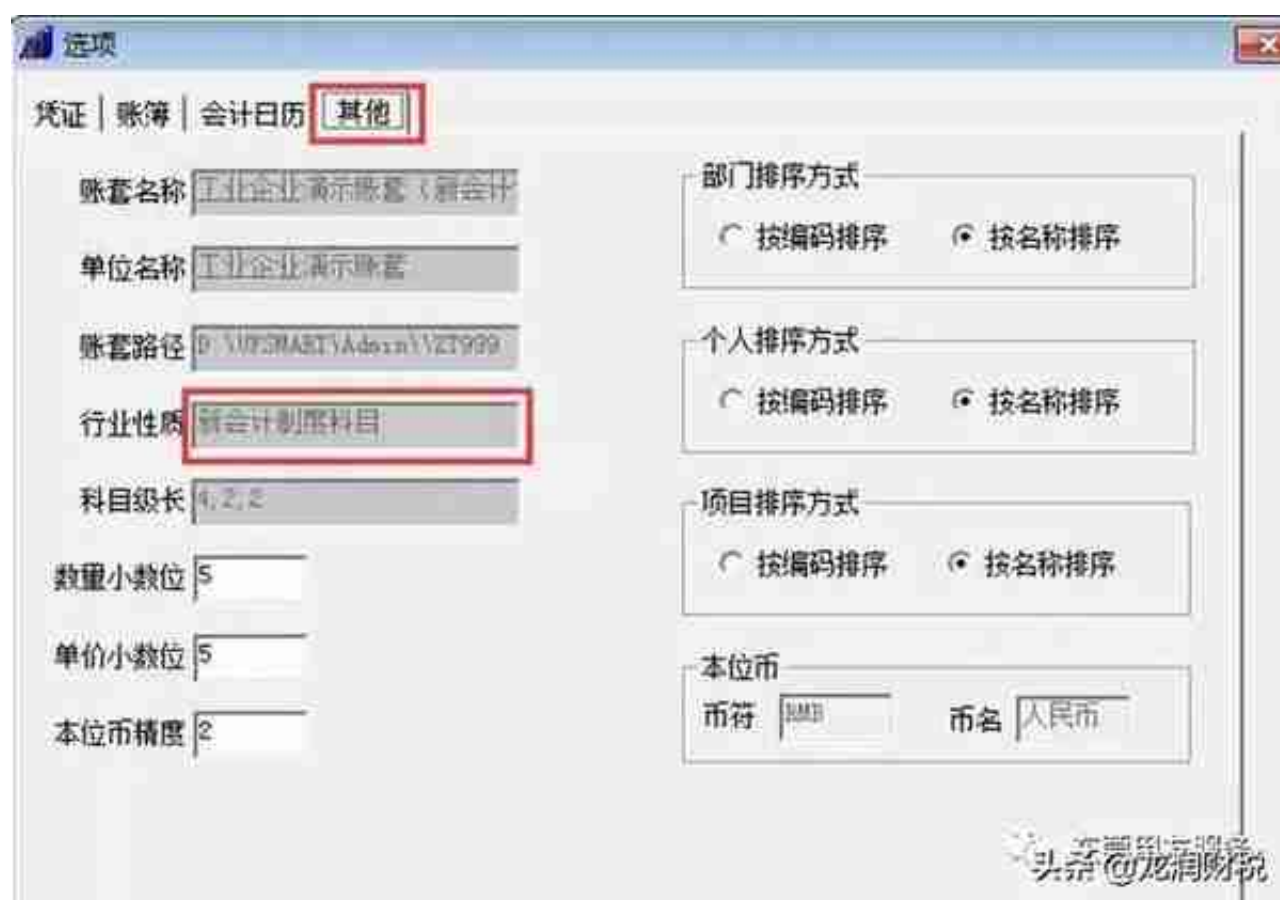 选项
凭证 账簿 会计日历 其他
账套名称 工业企业演示账套（新会计
单位名称 工业企业演示账套
账套路径 D:\UFSMART\Admin\\ZT999
行业性质 新会计制度科目
科目级长 4,2,2
数量小数位 5
单价小数位 5
本位币精度 2
部门排序方式
按编码排序 按名称排序
个人排序方式
按编码排序 按名称排序
项目排序方式
按编码排序 按名称排序
本位币
币符 RMB 币名 人民币
头条 @龙润财税